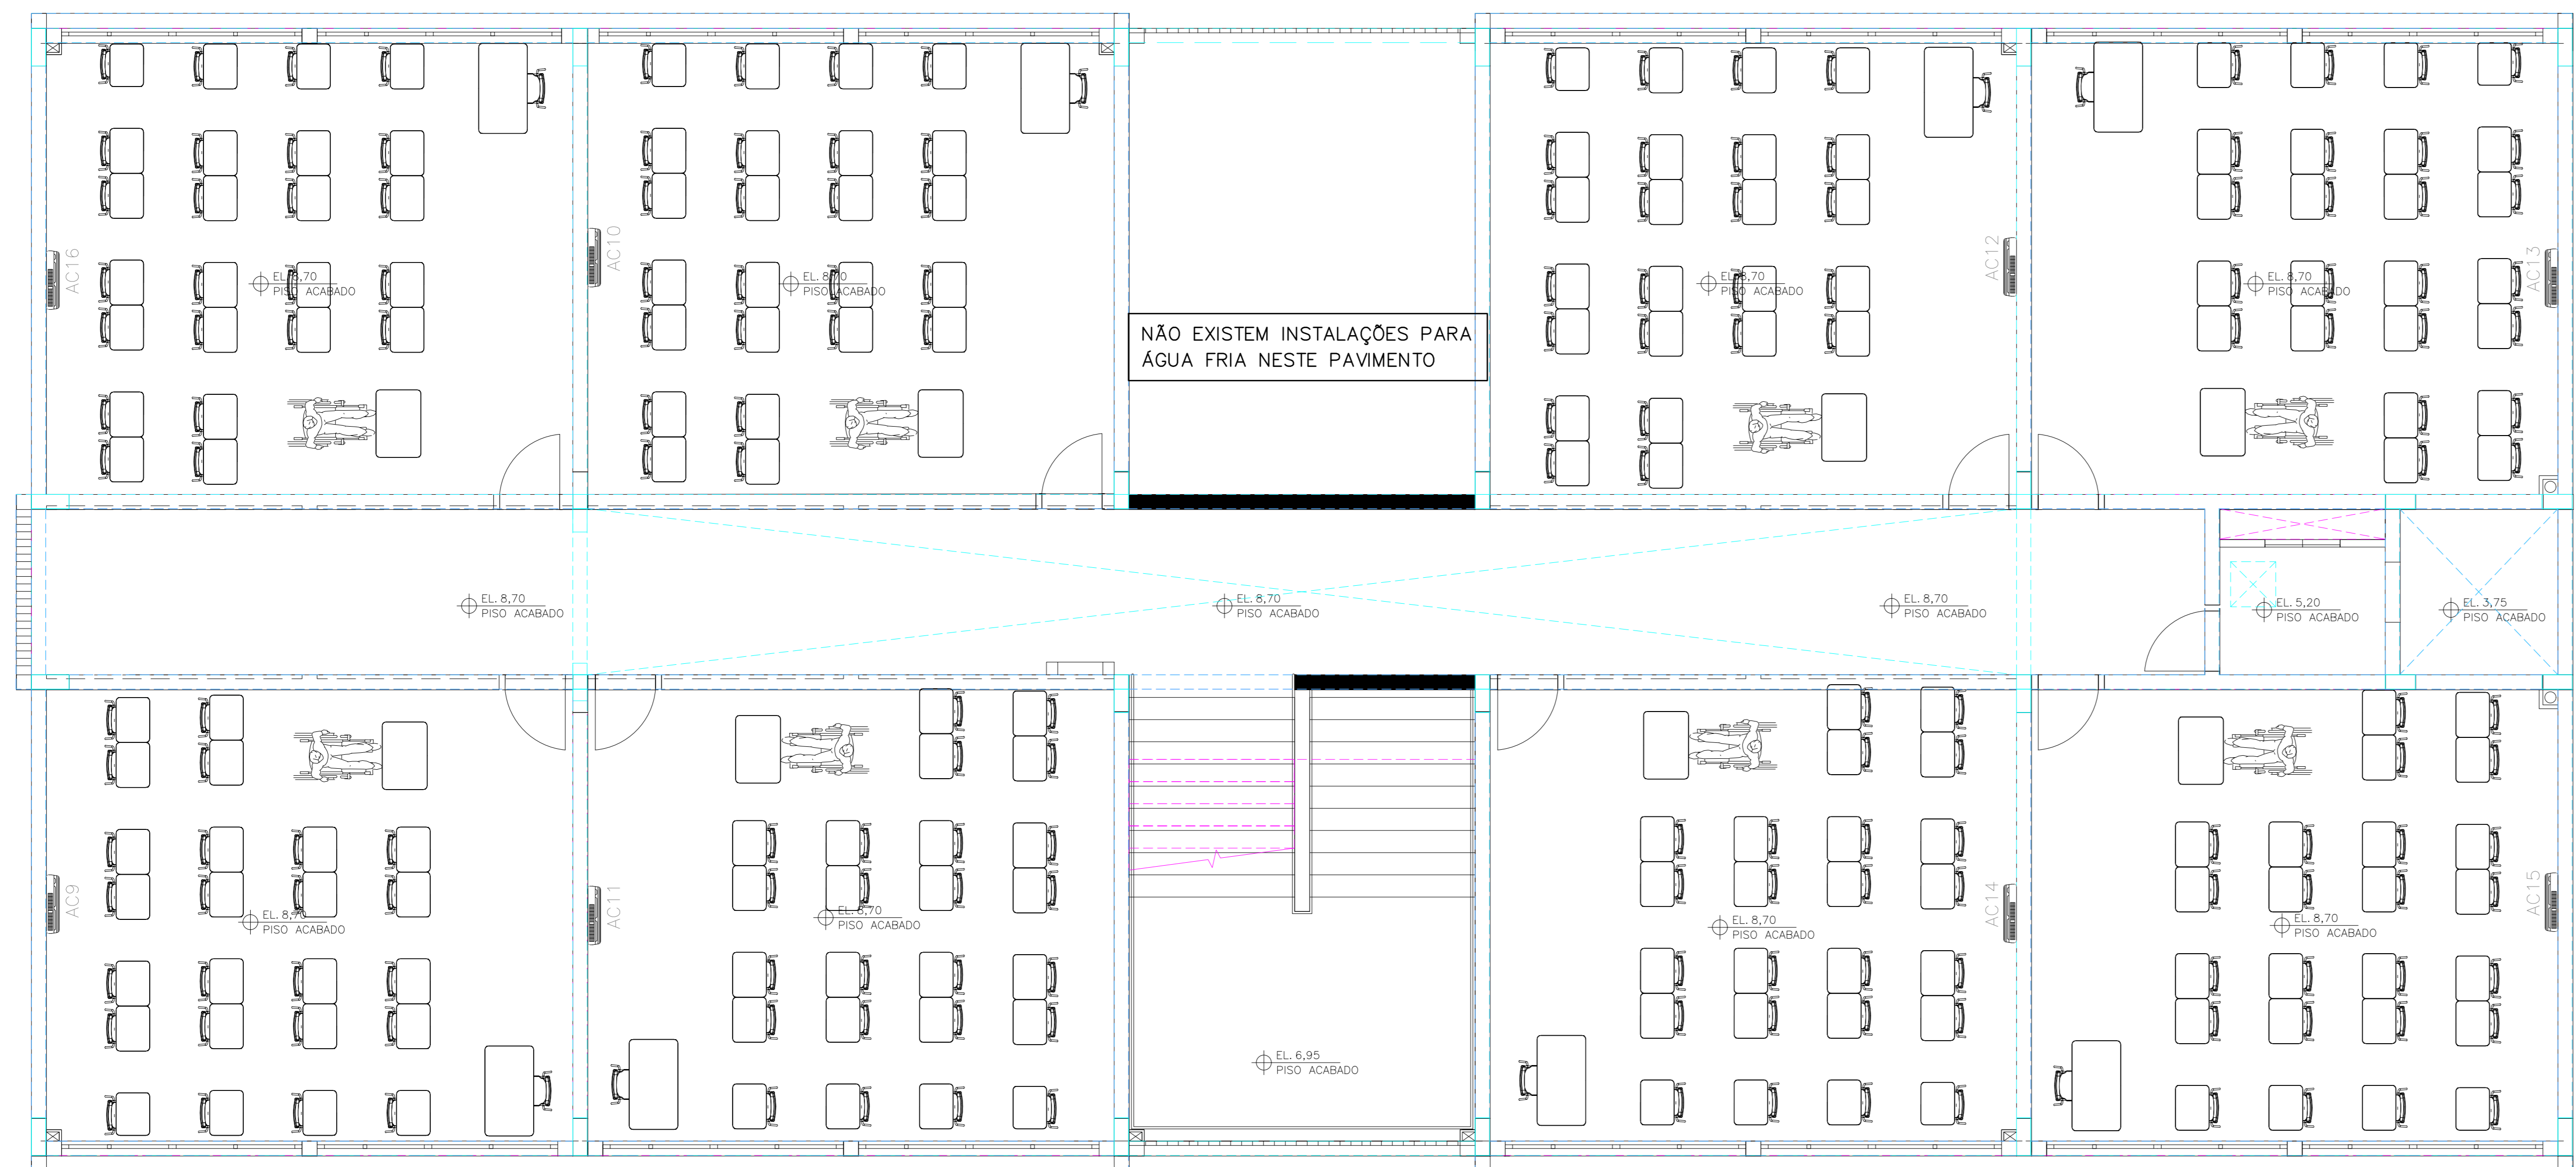 AC16
EL. 8,70
PISO ACABADO
AC10
EL. 8,70
PISO ACABADO
NÃO EXISTEM INSTALAÇÕES PARA
ÁGUA FRIA NESTE PAVIMENTO
EL. 8,70
PISO ACABADO
AC12
EL. 8,70
PISO ACABADO
AC13
EL. 8,70
PISO ACABADO
EL. 8,70
PISO ACABADO
EL. 8,70
PISO ACABADO
EL. 5,20
PISO ACABADO
EL. 3,75
PISO ACABADO
AC9
EL. 8,70
PISO ACABADO
AC11
EL. 8,70
PISO ACABADO
EL. 6,95
PISO ACABADO
EL. 8,70
PISO ACABADO
AC14
EL. 8,70
PISO ACABADO
AC15